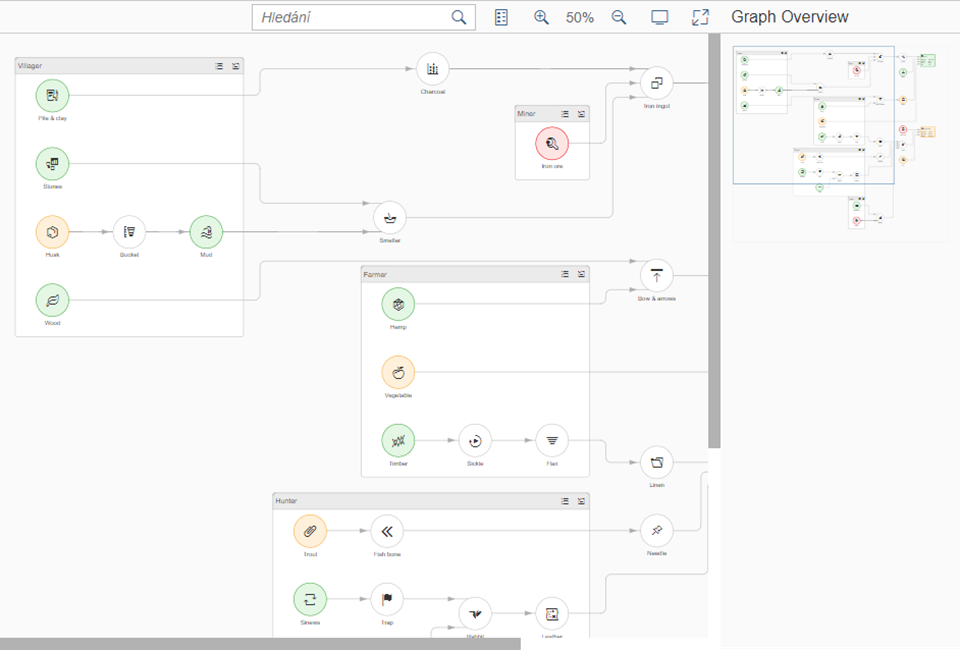 Hledání
50%
Graph Overview
Villager
Charcoal
Iron ingot
Pile & clay
Miner
Iron ore
Stones
Smelter
Husk
Bucket
Mud
Farmer
Bow & arrows
Wood
Hemp
Vegetable
Timber
Sickle
Flax
Linen
Hunter
Trout
Fish bone
Needle
Sinews
Trap
Rabbit
Leather